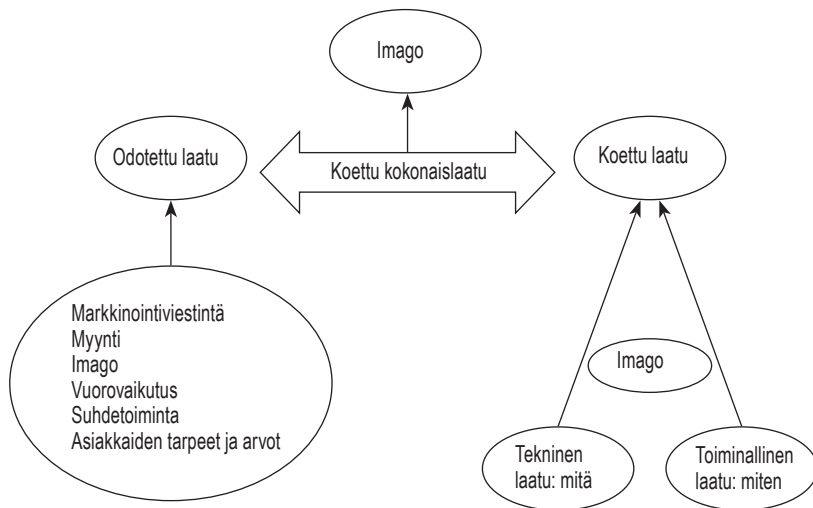 Imago
Odotettu laatu
Koettu kokonaislaatu
Koettu laatu
Markkinointiviestintä
Myynti
Imago
Vuorovaikutus
Suhdetoiminta
Asiakkaiden tarpeet ja arvot
Imago
Tekninen
laatu: mitä
Toiminallinen
laatu: miten